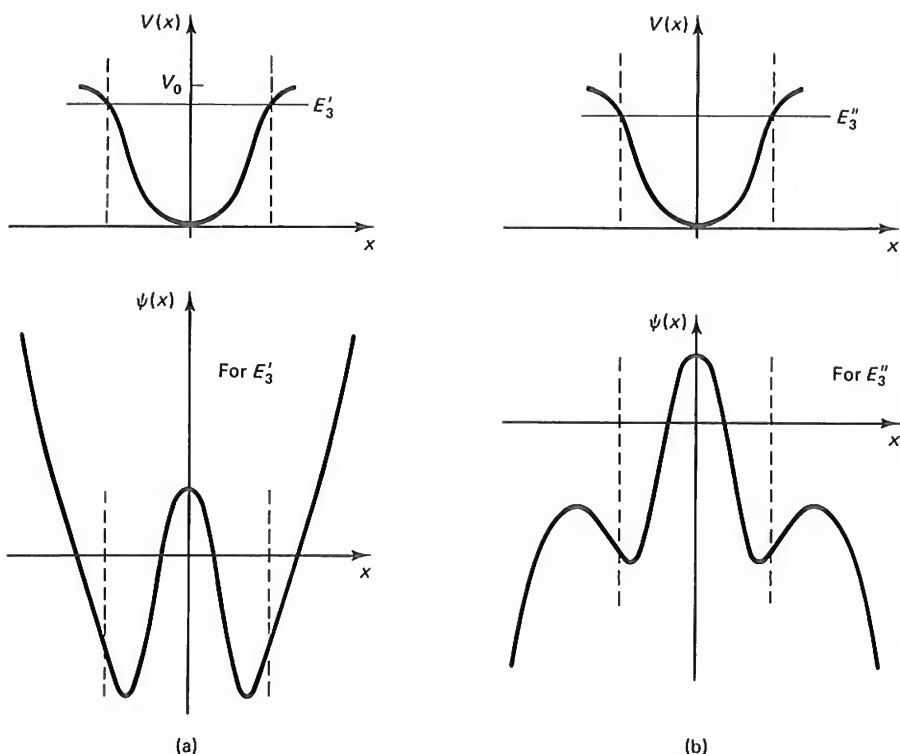 V(x)
V₀
E₃′
x
ψ(x)
For E₃′
x
(a)
V(x)
E₃″
x
ψ(x)
For E₃″
x
(b)